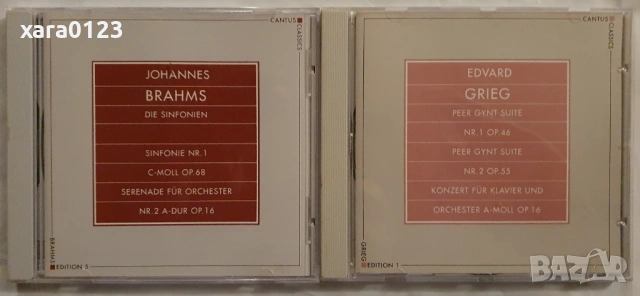 xara0123
CANTUS CLASSICS
JOHANNES
BRAHMS
DIE SINFONIEN
SINFONIE NR. 1
C-MOLL OP.68
SERENADE FÜR ORCHESTER
NR. 2 A-DUR OP.16
BRAHMS EDITION 5
CANTUS CLASSICS
EDVARD
GRIEG
PEER GYNT SUITE
NR.1 OP.46
PEER GYNT SUITE
NR. 2 OP.55
KONZERT FÜR KLAVIER UND
ORCHESTER A-MOLL OP.16
GRIEG EDITION 1
BAZAR
bg